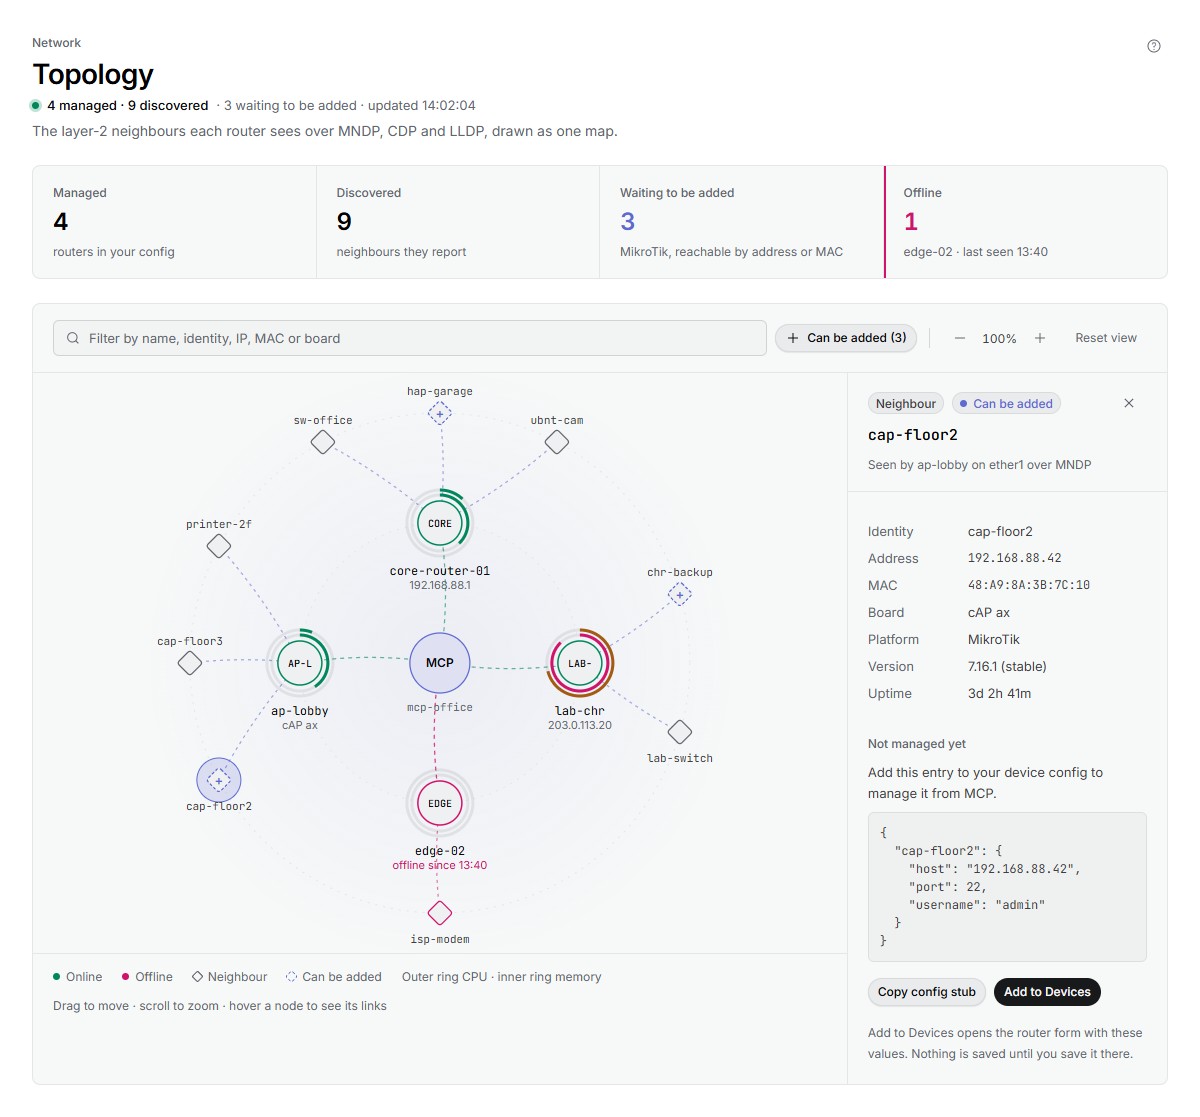 Network
Topology
4 managed · 9 discovered · 3 waiting to be added · updated 14:02:04
The layer-2 neighbours each router sees over MNDP, CDP and LLDP, drawn as one map.
Managed
4
routers in your config
Discovered
9
neighbours they report
Waiting to be added
3
MikroTik, reachable by address or MAC
Offline
1
edge-02 · last seen 13:40
Filter by name, identity, IP, MAC or board
Can be added (3)
100%
Reset view
hap-garage
sw-office
ubnt-cam
CORE
core-router-01
192.168.88.1
printer-2f
chr-backup
cap-floor3
AP-L
ap-lobby
cAP ax
MCP
mcp-office
LAB-
lab-chr
203.0.113.20
lab-switch
cap-floor2
EDGE
edge-02
offline since 13:40
isp-modem
Online
Offline
Neighbour
Can be added
Outer ring CPU · inner ring memory
Drag to move · scroll to zoom · hover a node to see its links
Neighbour
Can be added
cap-floor2
Seen by ap-lobby on ether1 over MNDP
Identity cap-floor2
Address 192.168.88.42
MAC 48:A9:8A:3B:7C:10
Board cAP ax
Platform MikroTik
Version 7.16.1 (stable)
Uptime 3d 2h 41m
Not managed yet
Add this entry to your device config to
manage it from MCP.
{
"cap-floor2": {
"host": "192.168.88.42",
"port": 22,
"username": "admin"
}
}
Copy config stub
Add to Devices
Add to Devices opens the router form with these
values. Nothing is saved until you save it there.